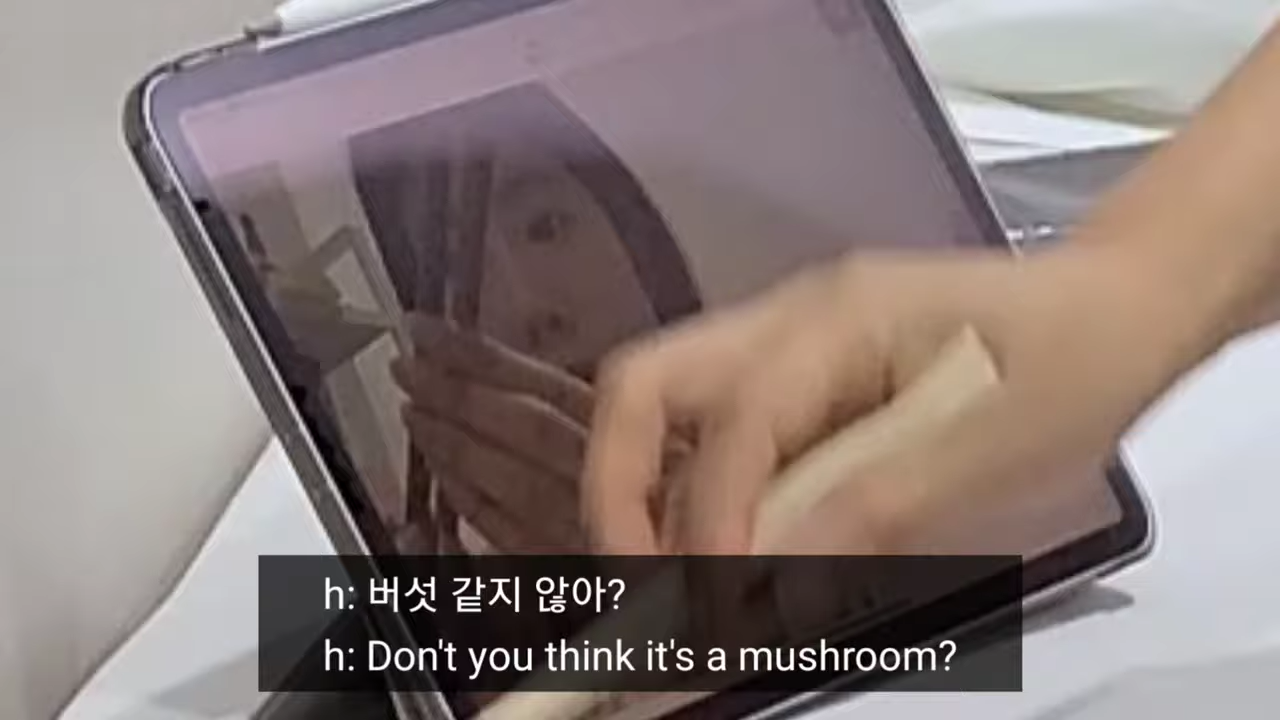 h: 버섯 같지 않아?
h: Don't you think it's a mushroom?